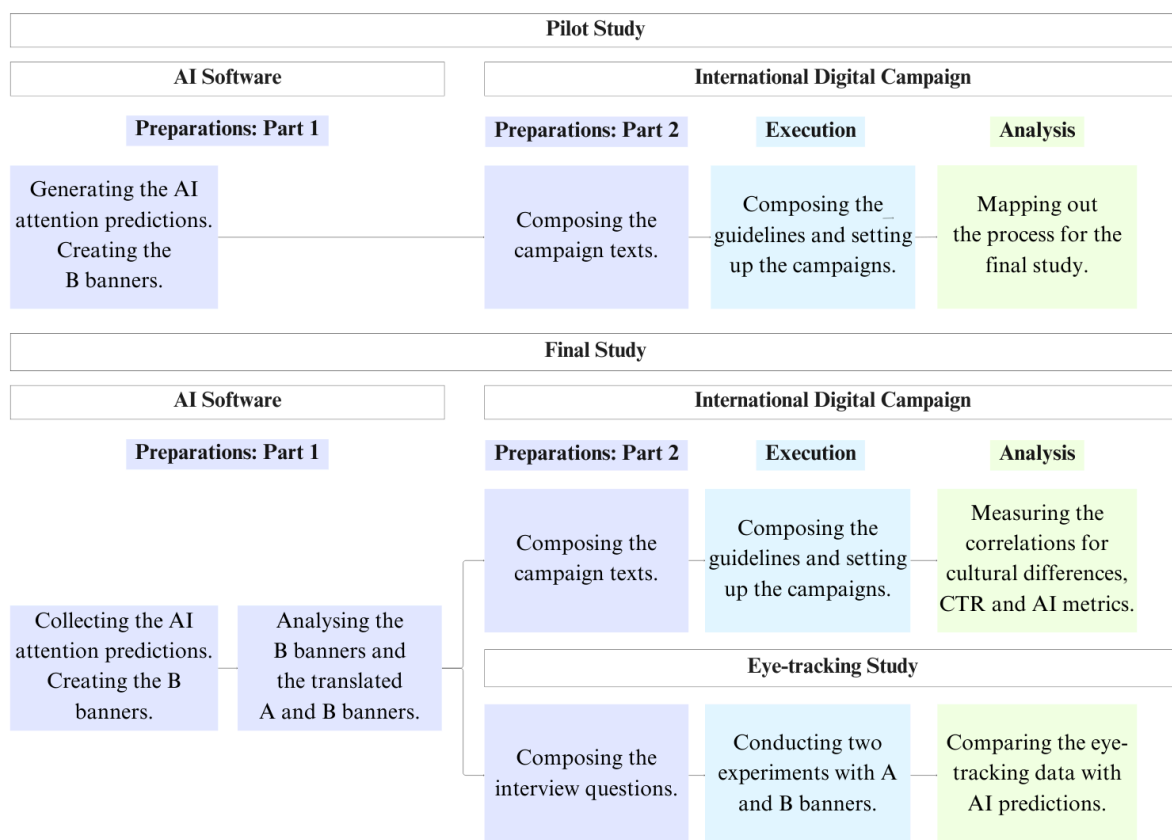 Pilot Study
AI Software
International Digital Campaign
Preparations: Part 1
Preparations: Part 2
Execution
Analysis
Generating the AI
attention predictions.
Creating the
B banners.
Composing the
campaign texts.
Composing the
guidelines and setting
up the campaigns.
Mapping out
the process for the
final study.
Final Study
AI Software
International Digital Campaign
Preparations: Part 1
Preparations: Part 2
Execution
Analysis
Collecting the AI
attention predictions.
Creating the B
banners.
Analysing the
B banners and
the translated
A and B banners.
Composing the
campaign texts.
Composing the
guidelines and setting
up the campaigns.
Measuring the
correlations for
cultural differences,
CTR and AI metrics.
Eye-tracking Study
Composing the
interview questions.
Conducting two
experiments with A
and B banners.
Comparing the eye-
tracking data with
AI predictions.